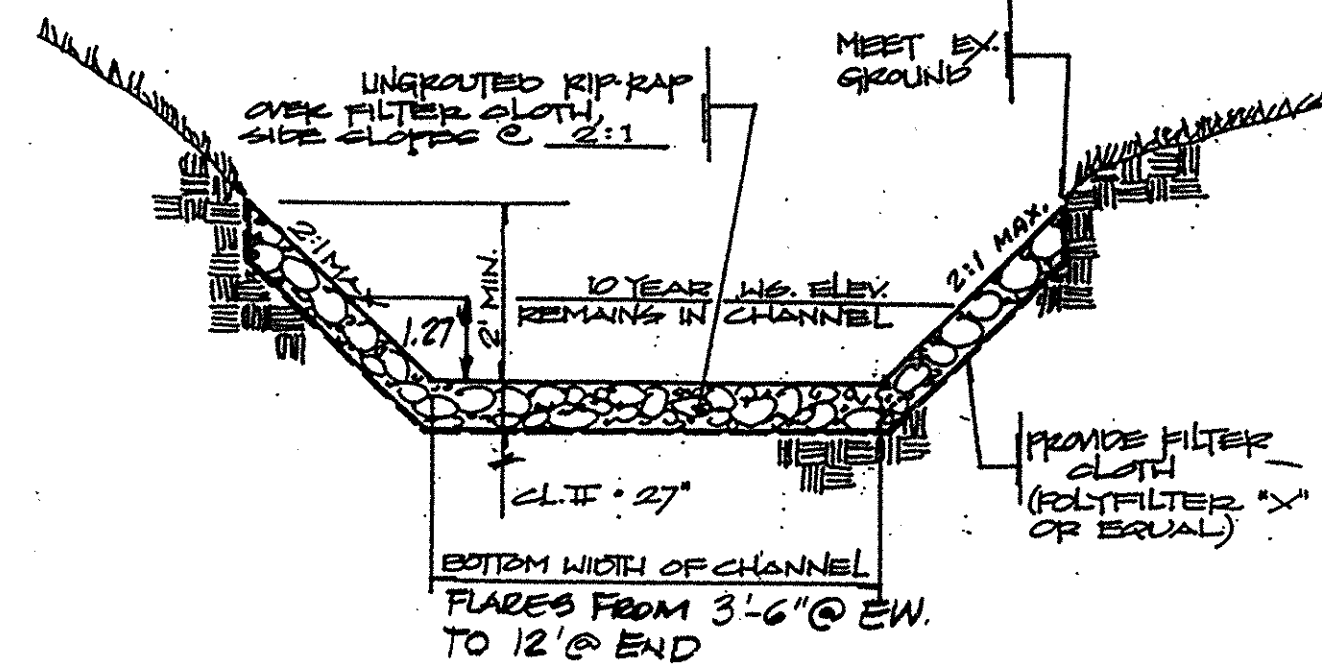 MEET EX.
GROUND
UNGROUTED RIP-RAP
OVER FILTER CLOTH,
SIDE SLOPES @ 2:1
2:1 MAX.
2:1 MAX.
2' MIN.
1.27
10 YEAR W.S. ELEV.
REMAINS IN CHANNEL
CL. II • 27"
PROVIDE FILTER
CLOTH
(POLYFILTER "X"
OR EQUAL)
BOTTOM WIDTH OF CHANNEL
FLARES FROM 3'-6" @ EW.
TO 12' @ END